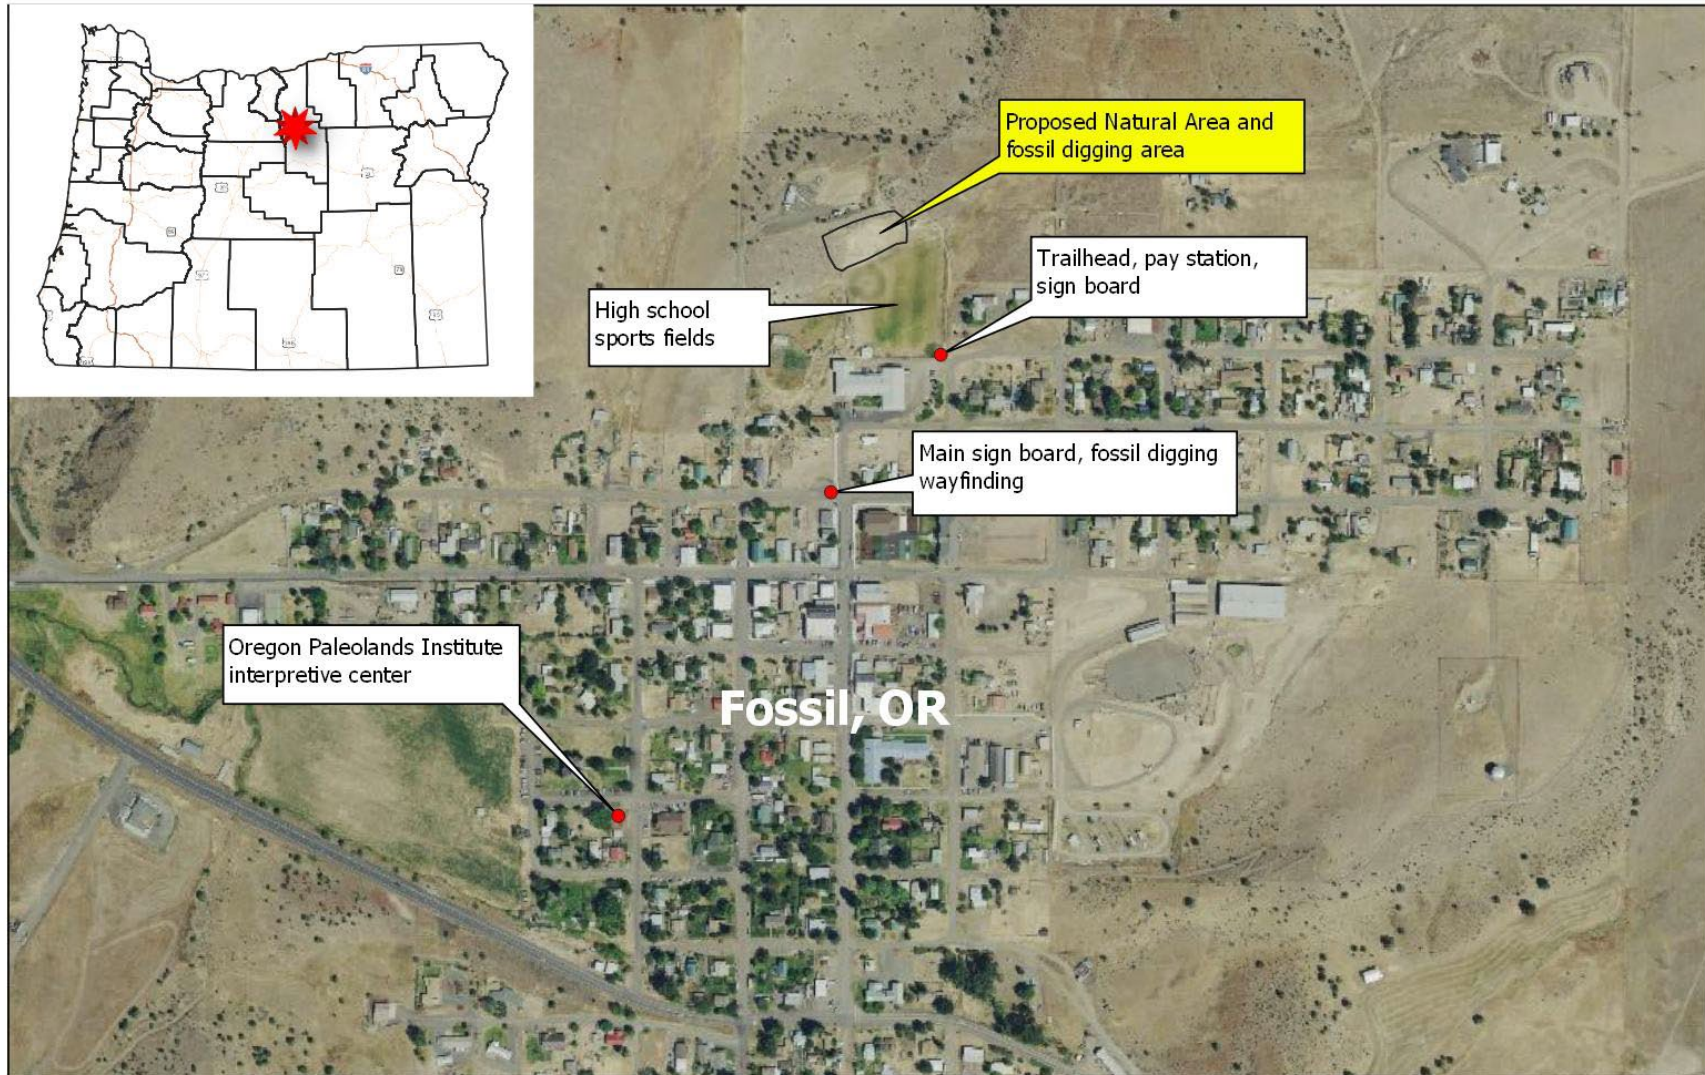 Proposed Natural Area and
fossil digging area
Trailhead, pay station,
sign board
High school
sports fields
Main sign board, fossil digging
wayfinding
Oregon Paleolands Institute
interpretive center
Fossil, OR